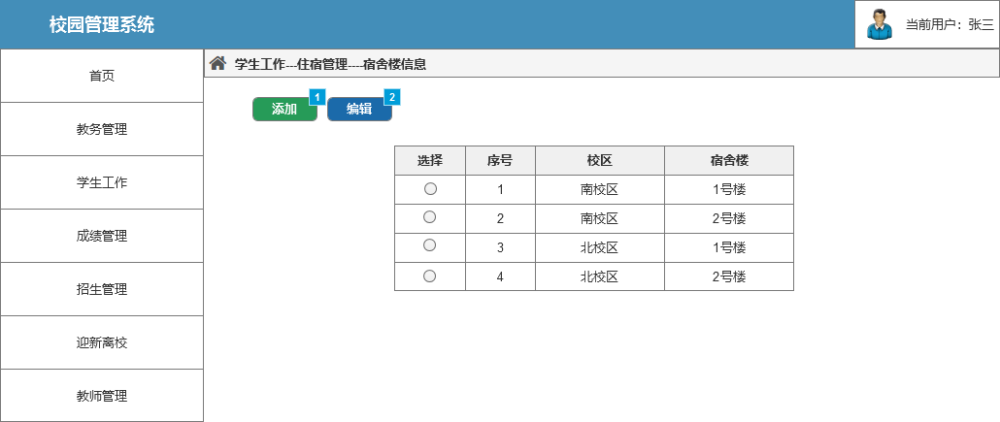 校园管理系统
当前用户：张三
首页
教务管理
学生工作
成绩管理
招生管理
迎新离校
教师管理
学生工作---住宿管理----宿舍楼信息
添加 1 编辑 2
选择 序号 校区 宿舍楼
1 南校区 1号楼
2 南校区 2号楼
3 北校区 1号楼
4 北校区 2号楼